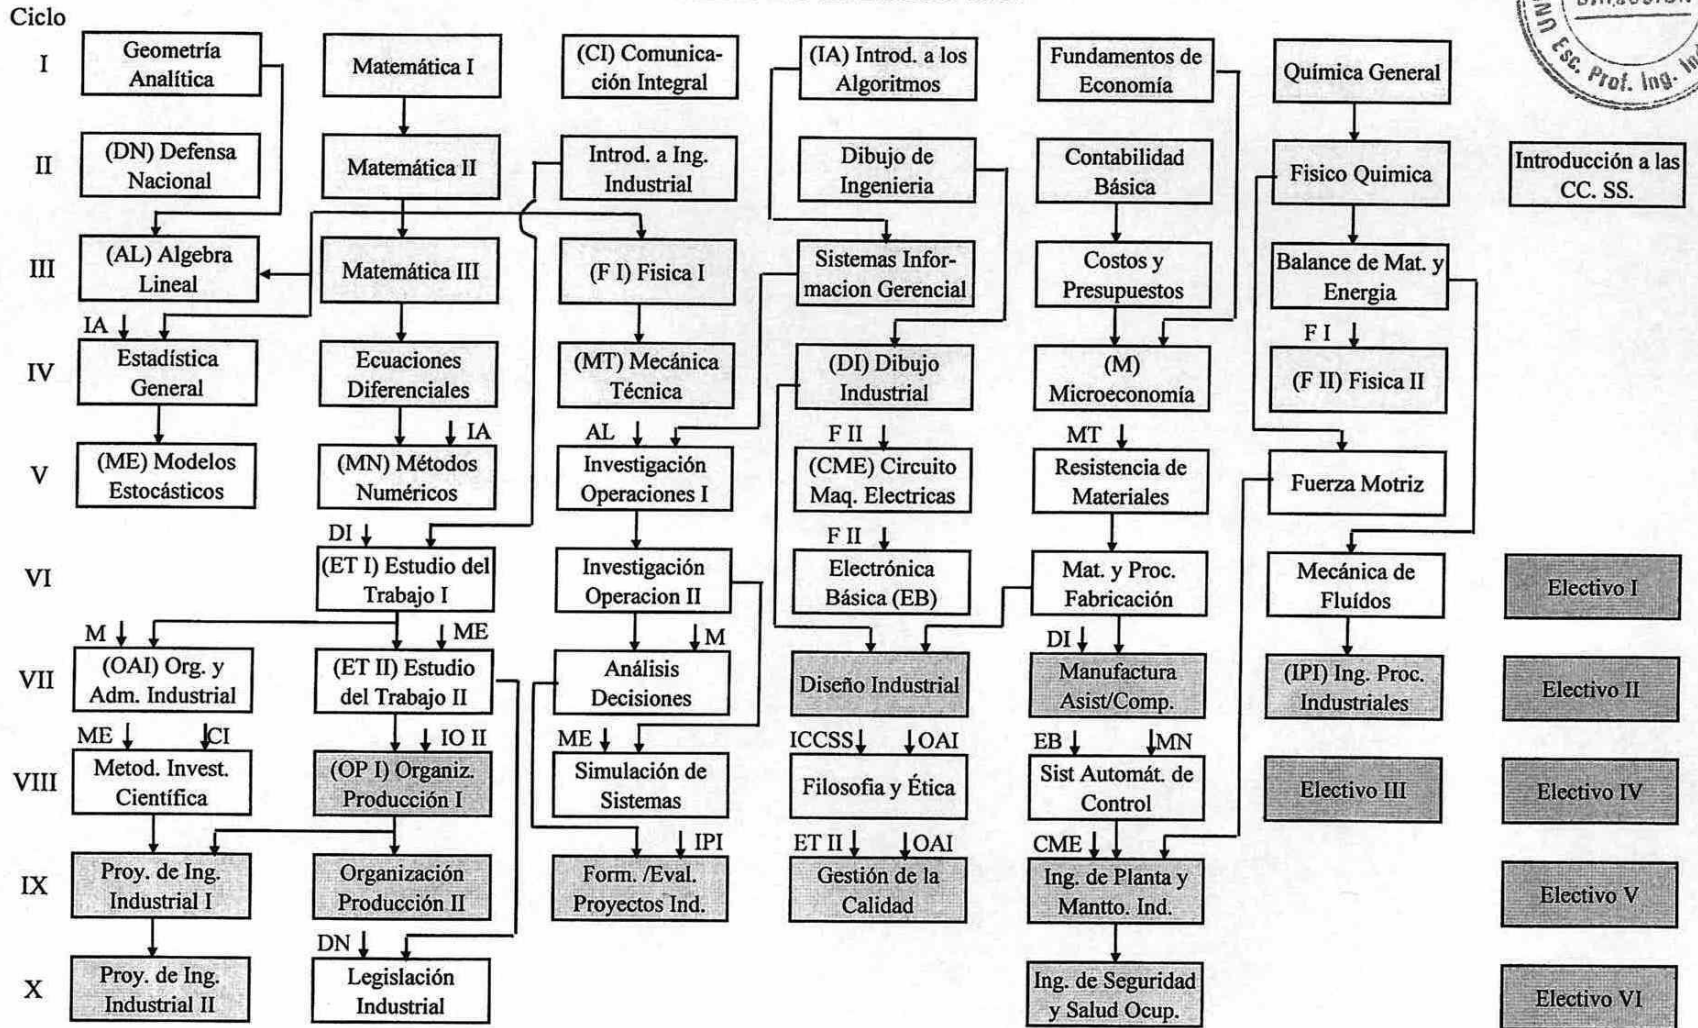 Ciclo
I
Geometría
Analítica
Matemática I
(CI) Comunica-
ción Integral
(IA) Introd. a los
Algoritmos
Fundamentos de
Economía
Química General
Esc. Prof. Ing.
II
(DN) Defensa
Nacional
Matemática II
Introd. a Ing.
Industrial
Dibujo de
Ingenieria
Contabilidad
Básica
Fisico Quimica
Introducción a las
CC. SS.
III
(AL) Algebra
Lineal
Matemática III
(F I) Fisica I
Sistemas Infor-
macion Gerencial
Costos y
Presupuestos
Balance de Mat. y
Energia
IA
F I
IV
Estadística
General
Ecuaciones
Diferenciales
(MT) Mecánica
Técnica
(DI) Dibujo
Industrial
(M)
Microeconomía
(F II) Fisica II
IA
AL
F II
MT
V
(ME) Modelos
Estocásticos
(MN) Métodos
Numéricos
Investigación
Operaciones I
(CME) Circuito
Maq. Electricas
Resistencia de
Materiales
Fuerza Motriz
DI
F II
VI
(ET I) Estudio del
Trabajo I
Investigación
Operacion II
Electrónica
Básica (EB)
Mat. y Proc.
Fabricación
Mecánica de
Fluídos
Electivo I
M
ME
M
DI
VII
(OAI) Org. y
Adm. Industrial
(ET II) Estudio
del Trabajo II
Análisis
Decisiones
Diseño Industrial
Manufactura
Asist/Comp.
(IPI) Ing. Proc.
Industriales
Electivo II
ME
CI
IO II
ME
ICCSS
OAI
EB
MN
VIII
Metod. Invest.
Científica
(OP I) Organiz.
Producción I
Simulación de
Sistemas
Filosofia y Ética
Sist Automát. de
Control
Electivo III
Electivo IV
IPI
ET II
OAI
CME
IX
Proy. de Ing.
Industrial I
Organización
Producción II
Form. /Eval.
Proyectos Ind.
Gestión de la
Calidad
Ing. de Planta y
Mantto. Ind.
Electivo V
DN
X
Proy. de Ing.
Industrial II
Legislación
Industrial
Ing. de Seguridad
y Salud Ocup.
Electivo VI